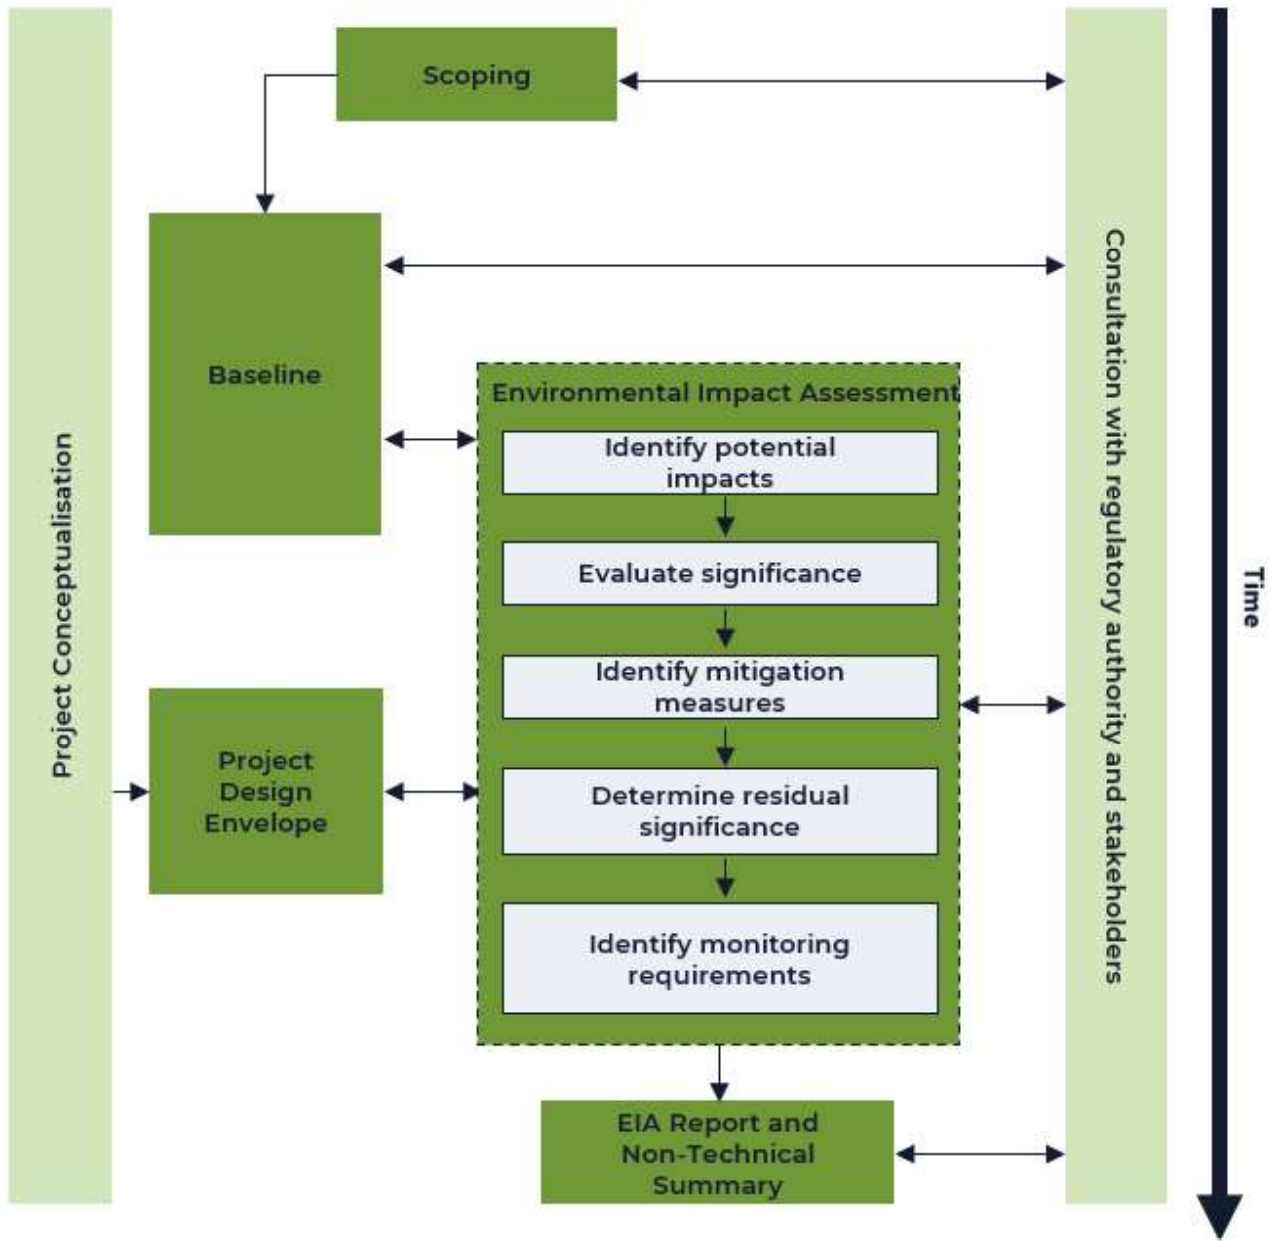 Scoping
Baseline
Environmental Impact Assessment
Identify potential
impacts
Evaluate significance
Identify mitigation
measures
Determine residual
significance
Identify monitoring
requirements
Project
Design
Envelope
EIA Report and
Non-Technical
Summary
Project Conceptualisation
Consultation with regulatory authority and stakeholders
Time